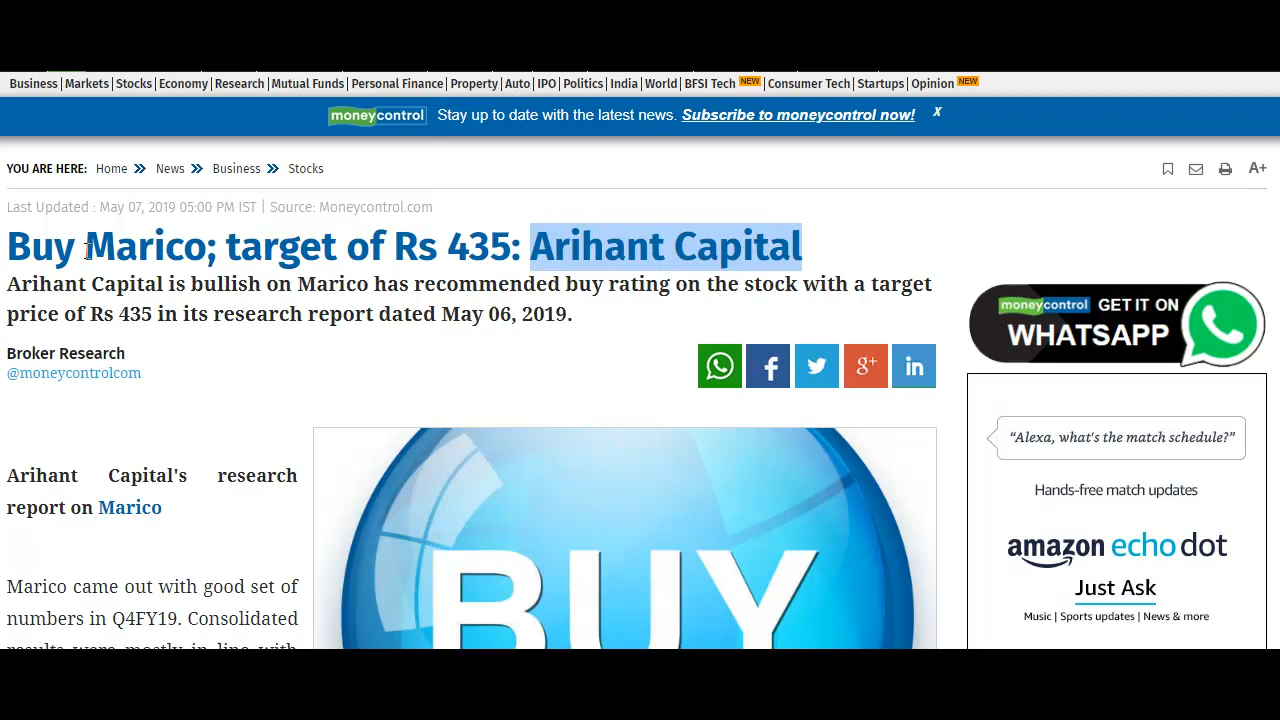 Business | Markets | Stocks | Economy | Research | Mutual Funds | Personal Finance | Property | Auto | IPO | Politics | India | World | BFSI Tech NEW | Consumer Tech | Startups | Opinion NEW
moneycontrol Stay up to date with the latest news. Subscribe to moneycontrol now! X
YOU ARE HERE: Home News Business Stocks
A+
Last Updated : May 07, 2019 05:00 PM IST | Source: Moneycontrol.com
Buy Marico; target of Rs 435: Arihant Capital
Arihant Capital is bullish on Marico has recommended buy rating on the stock with a target
price of Rs 435 in its research report dated May 06, 2019.
Broker Research
@moneycontrolcom
f
g+
in
Arihant Capital's research
report on Marico
Marico came out with good set of
numbers in Q4FY19. Consolidated
results were mostly in line with
BUY
moneycontrol GET IT ON
WHATSAPP
“Alexa, what's the match schedule?”
Hands-free match updates
amazon echo dot
Just Ask
Music | Sports updates | News & more